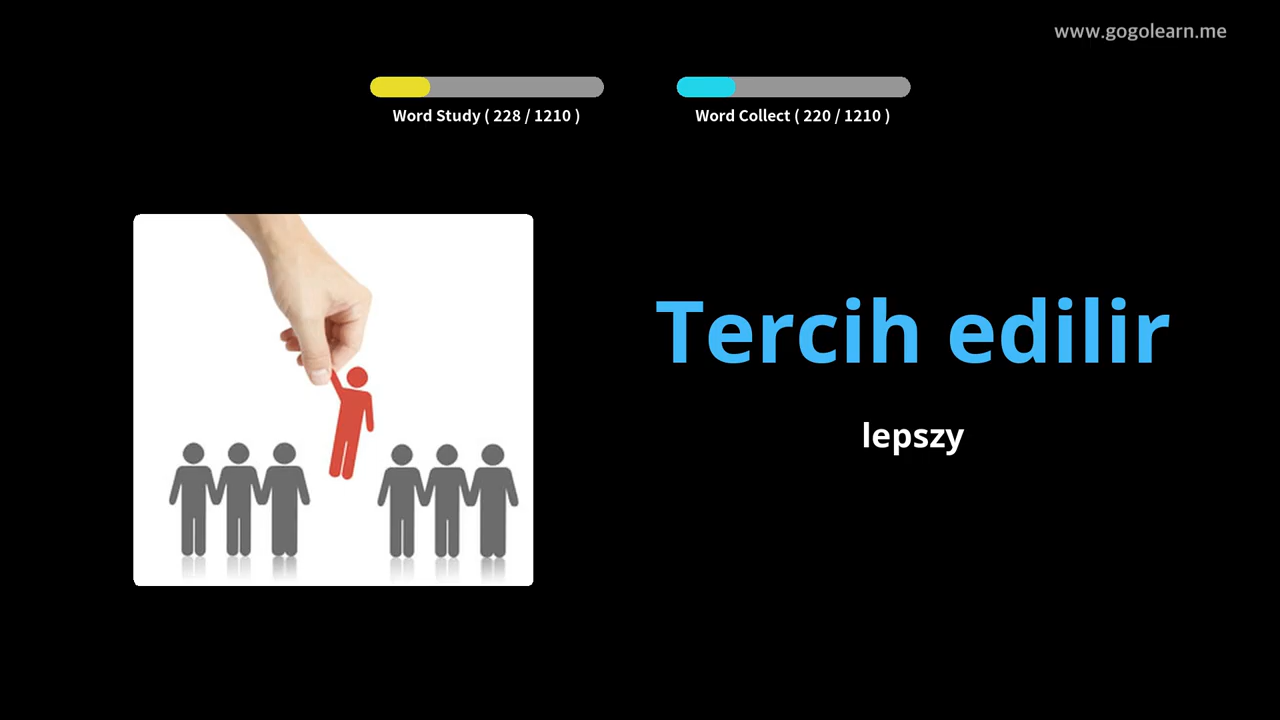 www.gogolearn.me
Word Study ( 228 / 1210 )
Word Collect ( 220 / 1210 )
Tercih edilir
lepszy